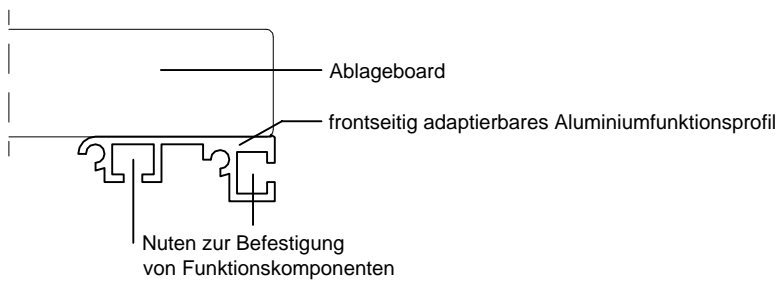 Ablageboard
frontseitig adaptierbares Aluminiumfunktionsprofil
Nuten zur Befestigung
von Funktionskomponenten